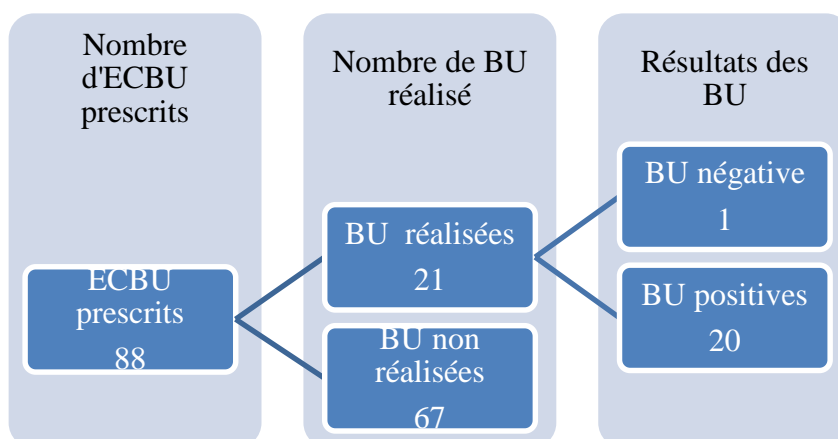 Nombre
d'ECBU
prescrits
ECBU
prescrits
88
Nombre de BU
réalisé
BU réalisées
21
BU non
réalisées
67
Résultats des
BU
BU négative
1
BU positives
20